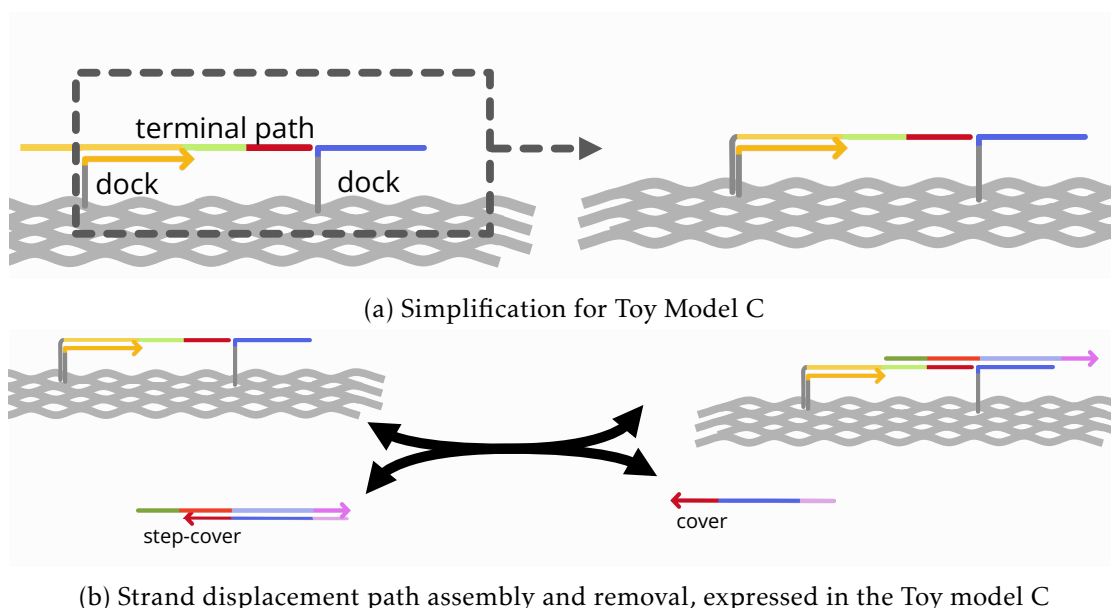 terminal path
dock
dock
(a) Simplification for Toy Model C
step-cover
cover
(b) Strand displacement path assembly and removal, expressed in the Toy model C